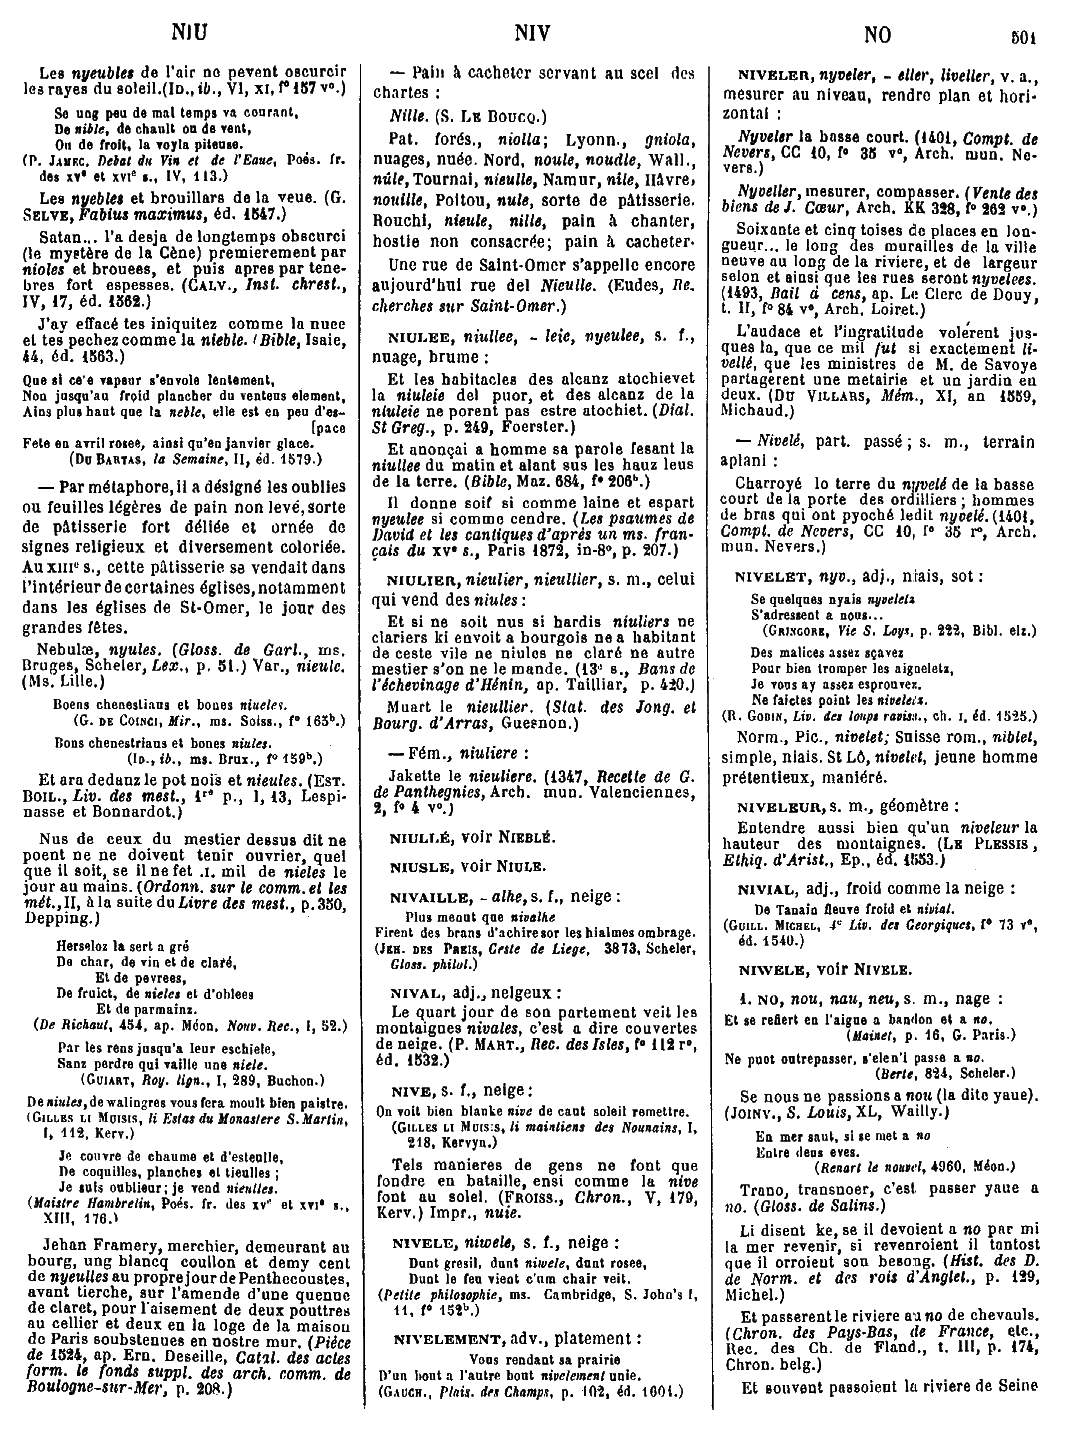 NIU
NIV
NO
501
Les nyeubles de l'air ne pevent oscurcir
les rayes du soleil.(ID., ib., VI, XI, f° 157 v°.)
Se ung peu de mal temps va courant,
De nible, de chault ou de vent,
Ou de froit, la voyla piteuse.
(P. JAMEC, Debat du Vin et de l'Eaue, Poés. fr.
des XVe et XVIe s., IV, 113.)
Les nyebles et brouillars de la veue. (G.
SELVE, Fabius maximus, éd. 1547.)
Satan... l'a desja de longtemps obscurci
(le mystère de la Cène) premierement par
nioles et brouees, et puis apres par tene-
bres fort espesses. (CALV., Inst. chrest.,
IV, 17, éd. 1562.)
J'ay effacé tes iniquitez comme la nuee
et tes pechez comme la nieble. (Bible, Isaie,
44, éd. 1563.)
Que si ce'e vapeur s'envole lentement,
Non jusqu'au froid plancher du venteus element,
Ains plus haut que la neble, elle est en peu d'es-
[pace
Fete en avril rosee, ainsi qu'en janvier glace.
(DU BARTAS, la Semaine, II, éd. 1579.)
— Par métaphore, il a désigné les oublies
ou feuilles légères de pain non levé, sorte
de pâtisserie fort déliée et ornée de
signes religieux et diversement coloriée.
Au XIIIe s., cette pâtisserie se vendait dans
l'intérieur de certaines églises, notamment
dans les églises de St-Omer, le jour des
grandes fêtes.
Nebulæ, nyules. (Gloss. de Garl., ms.
Bruges, Scheler, Lex., p. 51.) Var., nieule.
(Ms. Lille.)
Boens chenestiaus et boues niueles.
(G. DE COINCI, Mir., ms. Soiss., f° 163b.)
Bons chenestriaus et bones niules.
(ID., ib., ms. Brux., f° 159b.)
Et ara dedanz le pot nois et nieules. (EST.
BOIL., Liv. des mest., 1re p., I, 13, Lespi-
nasse et Bonnardot.)
Nus de ceux du mestier dessus dit ne
poent ne ne doivent tenir ouvrier, quel
que il soit, se il ne fet .I. mil de nieles le
jour au mains. (Ordonn. sur le comm. et les
mét., II, à la suite du Livre des mest., p. 350,
Depping.)
Herseloz la sert a gré
De char, de vin et de claré,
Et de pevrees,
De fruict, de nieles et d'oblees
Et de parmainz.
(De Richaut, 454, ap. Méon, Nouv. Rec., I, 52.)
Par les rens jusqu'a leur eschiele,
Sanz perdre qui vaille une niele.
(GUIART, Roy. lign., I, 289, Buchon.)
De niules, de walingres vous fera moult bien paistre.
(GILLES LI MUISIS, li Estas du Monastere S. Martin,
I, 112, Kerv.)
Je couvre de chaume et d'esteulle,
De coquilles, planches et tieulles ;
Je suis oublieur ; je vend nieulles.
(Maistre Hambrelin, Poés. fr. des XVe et XVIe s.,
XIII, 176.)
Jehan Framery, merchier, demeurant au
bourg, ung blancq coullon et demy cent
de nyeulles au propre jour de Penthecoustes,
avant tierche, sur l'amende d'une quenne
de claret, pour l'aisement de deux pouttres
au cellier et deux en la loge de la maison
de Paris soubstenues en nostre mur. (Pièce
de 1524, ap. Ern. Deseille, Catal. des actes
form. le fonds suppl. des arch. comm. de
Boulogne-sur-Mer, p. 208.)
— Pain à cacheter servant au scel des
chartes :
Nille. (S. LE BOUCQ.)
Pat. forés., niolla; Lyonn., gniola,
nuages, nuée. Nord, noule, noudle, Wall.,
nûle, Tournai, nieulle, Namur, nîle, Hâvre,
nouille, Poitou, nule, sorte de pâtisserie.
Rouchi, nieule, nille, pain à chanter,
hostie non consacrée; pain à cacheter.
Une rue de Saint-Omer s'appelle encore
aujourd'hui rue del Nieulle. (Eudes, Re-
cherches sur Saint-Omer.)
NIULEE, niullee, - leie, nyeulee, s. f.,
nuage, brume :
Et les habitacles des alcanz atochievet
la niuleie del puor, et des alcanz de la
niuleie ne porent pas estre atochiet. (Dial.
St Greg., p. 249, Foerster.)
Et anonçai a homme sa parole fesant la
niullee du matin et alant sus les hauz leus
de la terre. (Bible, Maz. 684, f° 206b.)
Il donne soif si comme laine et espart
nyeulee si comme cendre. (Les psaumes de
David et les cantiques d'après un ms. fran-
çais du XVe s., Paris 1872, in-8°, p. 207.)
NIULIER, nieulier, nieullier, s. m., celui
qui vend des niules :
Et si ne soit nus si hardis niuliers ne
clariers ki envoit a bourgois ne a habitant
de ceste vile ne niules ne claré ne autre
mestier s'on ne le mande. (13e s., Bans de
l'échevinage d'Hénin, ap. Tailliar, p. 420.)
Muart le nieullier. (Stat. des Jong. et
Bourg. d'Arras, Guesnon.)
— Fém., niuliere :
Jakette le nieuliere. (1347, Recette de G.
de Panthegnies, Arch. mun. Valenciennes,
2, f° 4 v°.)
NIULLÉ, voir NIEBLÉ.
NIUSLE, voir NIULE.
NIVAILLE, - alhe, s. f., neige :
Plus menut que nivalhe
Firent des brans d'achire sor les hialmes ombrage.
(JEH. DES PREIS, Geste de Liege, 3873, Scheler,
Gloss. philol.)
NIVAL, adj., neigeux :
Le quart jour de son partement veit les
montaignes nivales, c'est a dire couvertes
de neige. (P. MART., Rec. des Isles, f° 112 r°,
éd. 1532.)
NIVE, s. f., neige :
On voit bien blanke nive de caut soleil remettre.
(GILLES LI MUISIS, li maintiens des Nounains, I,
218, Kervyn.)
Tels manieres de gens ne font que
fondre en bataille, ensi comme la nive
font au solel. (FROISS., Chron., V, 179,
Kerv.) Impr., nuie.
NIVELE, niwele, s. f., neige :
Dunt gresil, dunt niwele, dunt rosee,
Dunt le feu vient c'um chair veit.
(Petite philosophie, ms. Cambridge, S. John's I,
11, f° 152b.)
NIVELEMENT, adv., platement :
Vous rendant sa prairie
D'un bout a l'autre bout nivelement unie.
(GAUCH., Plais. des Champs, p. 102, éd. 1604.)
NIVELER, nyveler, - eller, liveller, v. a.,
mesurer au niveau, rendre plan et hori-
zontal :
Nyveler la basse court. (1401, Compt. de
Nevers, CC 10, f° 35 v°, Arch. mun. Ne-
vers.)
Nyveller, mesurer, compasser. (Vente des
biens de J. Cœur, Arch. KK 328, f° 262 v°.)
Soixante et cinq toises de places en lon-
gueur... le long des murailles de la ville
neuve au long de la riviere, et de largeur
selon et ainsi que les rues seront nyvelees.
(1493, Bail à cens, ap. Le Clerc de Douy,
t. II, f° 84 v°, Arch. Loiret.)
L'audace et l'ingratitude volérent jus-
ques la, que ce mil fut si exactement li-
vellé, que les ministres de M. de Savoye
partagerent une metairie et un jardin en
deux. (DU VILLARS, Mém., XI, an 1559,
Michaud.)
— Nivelé, part. passé ; s. m., terrain
aplani :
Charroyé lo terre du nyvelé de la basse
court de la porte des ordilliers ; hommes
de bras qui ont pyoché ledit nyvelé. (1401,
Compt. de Nevers, CC 10, f° 35 r°, Arch.
mun. Nevers.)
NIVELET, nyv., adj., niais, sot :
Se quelques nyais nyveletz
S'adressent a nous...
(GRINGORE, Vie S. Loys, p. 222, Bibl. elz.)
Des malices assez sçavez
Pour bien tromper les aigneletz,
Je vous ay assez esprouvez.
Ne faictes point les niveletz.
(R. GOBIN, Liv. des loups raviss., ch. I, éd. 1525.)
Norm., Pic., nivelet; Suisse rom., niblet,
simple, niais. St Lô, nivelet, jeune homme
prétentieux, maniéré.
NIVELEUR, s. m., géomètre :
Entendre aussi bien qu'un niveleur la
hauteur des montaignes. (LE PLESSIS,
Ethiq. d'Arist., Ep., éd. 1553.)
NIVIAL, adj., froid comme la neige :
De Tanain fleuve froid et nivial.
(GUILL. MICHEL, 4e Liv. des Georgiques, f° 73 v°,
éd. 1540.)
NIWELE, voir NIVELE.
1. NO, nou, nau, neu, s. m., nage :
Et se refiert en l'aigue a bandon et a no.
(Mainet, p. 16, G. Paris.)
Ne puot outrepasser, s'elen'i passe a no.
(Berte, 824, Scheler.)
Se nous ne passions a nou (la dite yaue).
(JOINV., S. Louis, XL, Wailly.)
En mer saut, si se met a no
Entre deus eves.
(Renart le nouvel, 4960, Méon.)
Trano, transnoer, c'est passer yaue a
no. (Gloss. de Salins.)
Li disent ke, se il devoient a no par mi
la mer revenir, si revenroient il tantost
que il orroient son besong. (Hist. des D.
de Norm. et des rois d'Anglet., p. 129,
Michel.)
Et passerent le riviere au no de chevauls.
(Chron. des Pays-Bas, de France, etc.,
Rec. des Ch. de Fland., t. III, p. 174,
Chron. belg.)
Et souvent passoient la riviere de Seine